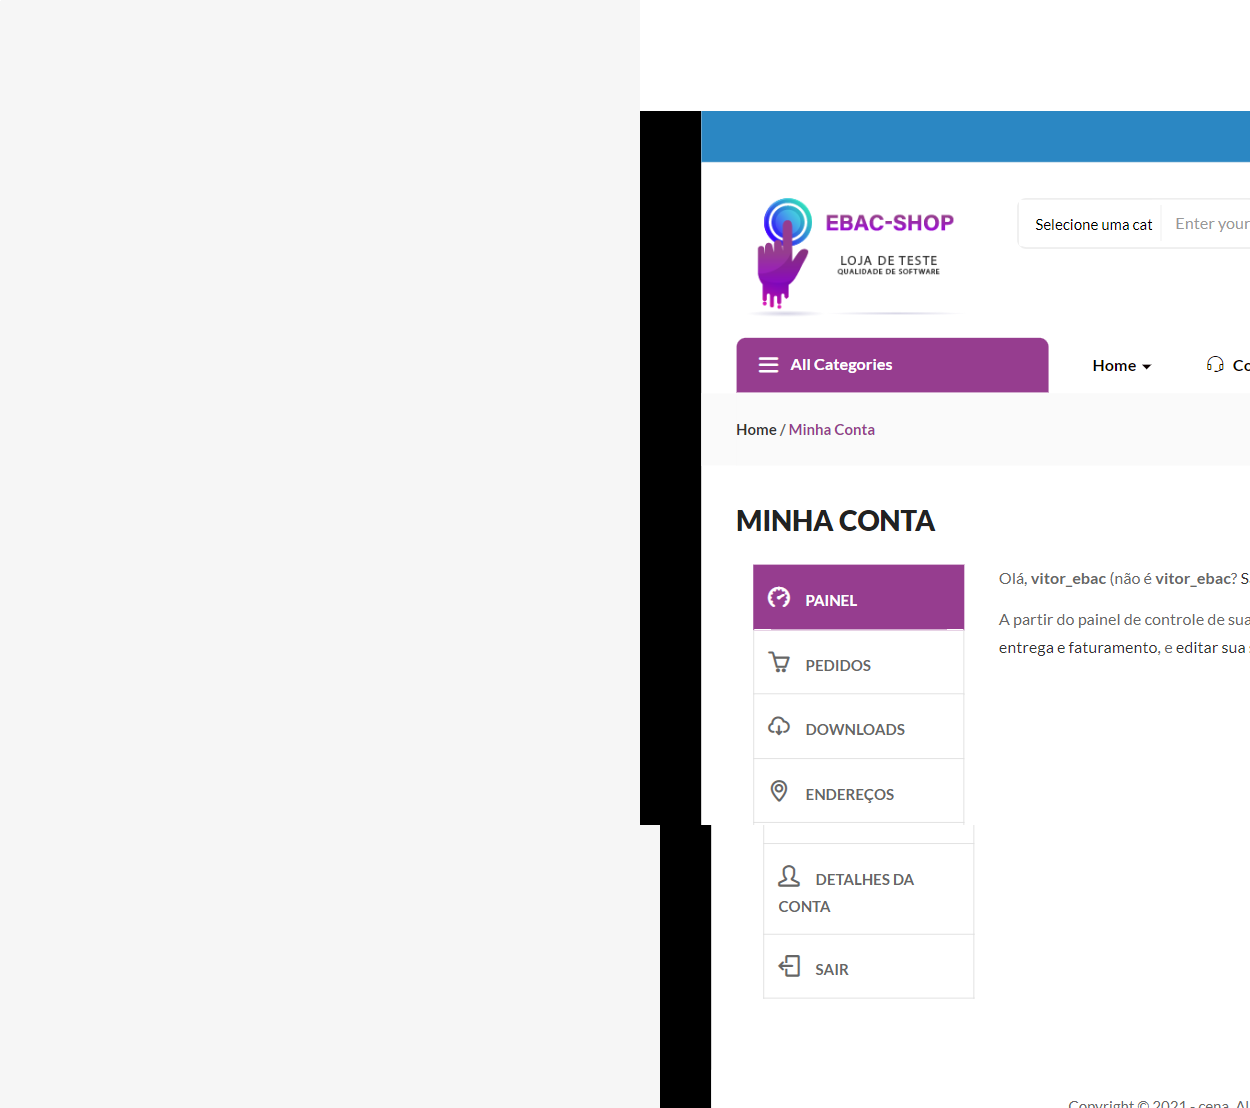 EBAC-SHOP
LOJA DE TESTE
QUALIDADE DE SOFTWARE
Selecione uma cat
Enter your
All Categories
Home
Home / Minha Conta
MINHA CONTA
PAINEL
PEDIDOS
DOWNLOADS
ENDEREÇOS
DETALHES DA
CONTA
SAIR
Olá, vitor_ebac (não é vitor_ebac? S
A partir do painel de controle de sua
entrega e faturamento, e editar sua
Copyright © 2021 - cena. Al